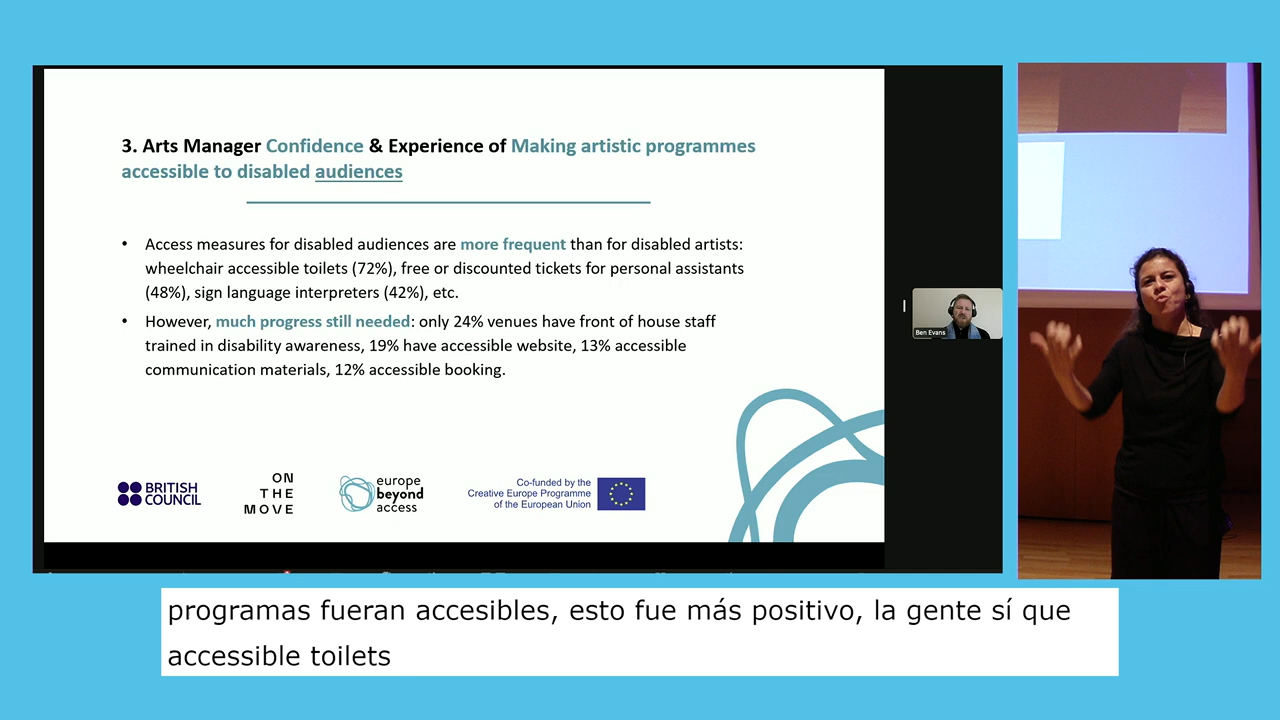 3. Arts Manager Confidence & Experience of Making artistic programmes
accessible to disabled audiences
• Access measures for disabled audiences are more frequent than for disabled artists:
wheelchair accessible toilets (72%), free or discounted tickets for personal assistants
(48%), sign language interpreters (42%), etc.
• However, much progress still needed: only 24% venues have front of house staff
trained in disability awareness, 19% have accessible website, 13% accessible
communication materials, 12% accessible booking.
BRITISH
COUNCIL
ON
THE
MOVE
europe
beyond
access
Co-funded by the
Creative Europe Programme
of the European Union
Ben Evans
programas fueran accesibles, esto fue más positivo, la gente sí que
accessible toilets